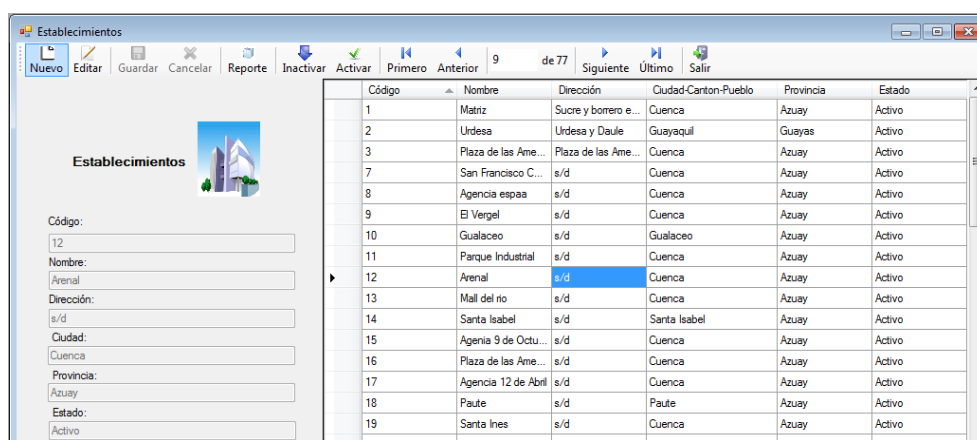 Establecimientos
Nuevo Editar Guardar Cancelar Reporte Inactivar Activar Primero Anterior 9 de 77 Siguiente Último Salir
Establecimientos
Código:
12
Nombre:
Arenal
Dirección:
s/d
Ciudad:
Cuenca
Provincia:
Azuay
Estado:
Activo
Código Nombre Dirección Ciudad-Canton-Pueblo Provincia Estado
1 Matriz Sucre y borrero e... Cuenca Azuay Activo
2 Urdesa Urdesa y Daule Guayaquil Guayas Activo
3 Plaza de las Ame... Plaza de las Ame... Cuenca Azuay Activo
7 San Francisco C... s/d Cuenca Azuay Activo
8 Agencia espaa s/d Cuenca Azuay Activo
9 El Vergel s/d Cuenca Azuay Activo
10 Gualaceo s/d Gualaceo Azuay Activo
11 Parque Industrial s/d Cuenca Azuay Activo
12 Arenal s/d Cuenca Azuay Activo
13 Mall del rio s/d Cuenca Azuay Activo
14 Santa Isabel s/d Santa Isabel Azuay Activo
15 Agenia 9 de Octu... s/d Cuenca Azuay Activo
16 Plaza de las Ame... s/d Cuenca Azuay Activo
17 Agencia 12 de Abril s/d Cuenca Azuay Activo
18 Paute s/d Paute Azuay Activo
19 Santa Ines s/d Cuenca Azuay Activo